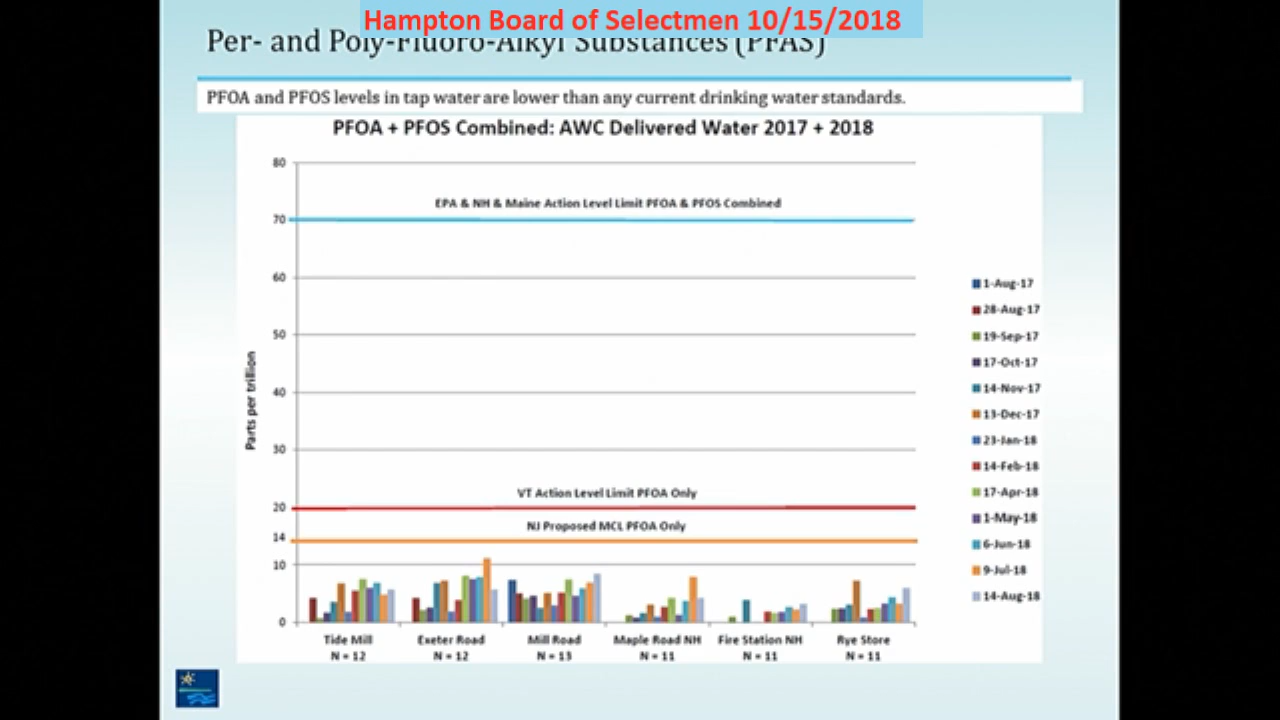 Hampton Board of Selectmen 10/15/2018
Per- and Poly-Fluoro-Alkyl Substances (PFAS)
PFOA and PFOS levels in tap water are lower than any current drinking water standards.
PFOA + PFOS Combined: AWC Delivered Water 2017 + 2018
80
EPA & NH & Maine Action Level Limit PFOA & PFOS Combined
70
60
50
40
30
VT Action Level Limit PFOA Only
20
NJ Proposed MCL PFOA Only
14
10
0
Parts per trillion
Tide Mill Exeter Road Mill Road Maple Road NH Fire Station NH Rye Store
N = 12 N = 12 N = 13 N = 11 N = 11 N = 11
1-Aug-17
28-Aug-17
19-Sep-17
17-Oct-17
14-Nov-17
13-Dec-17
23-Jan-18
14-Feb-18
17-Apr-18
1-May-18
6-Jun-18
9-Jul-18
14-Aug-18